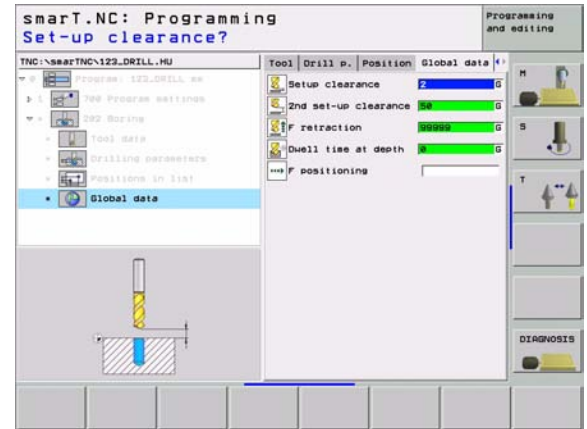 smarT.NC: Programming
Set-up clearance?
Programming
and editing
TNC:\smarTNC\123_DRILL.HU
0 Program: 123_DRILL mm
1 700 Program settings
202 Boring
Tool data
Drilling parameters
Positions in list
Global data
Tool Drill p. Position Global data
Setup clearance 2 G
2nd set-up clearance 50 G
F retraction 99999 G
Dwell time at depth 0 G
F positioning
M
S
T
DIAGNOSIS